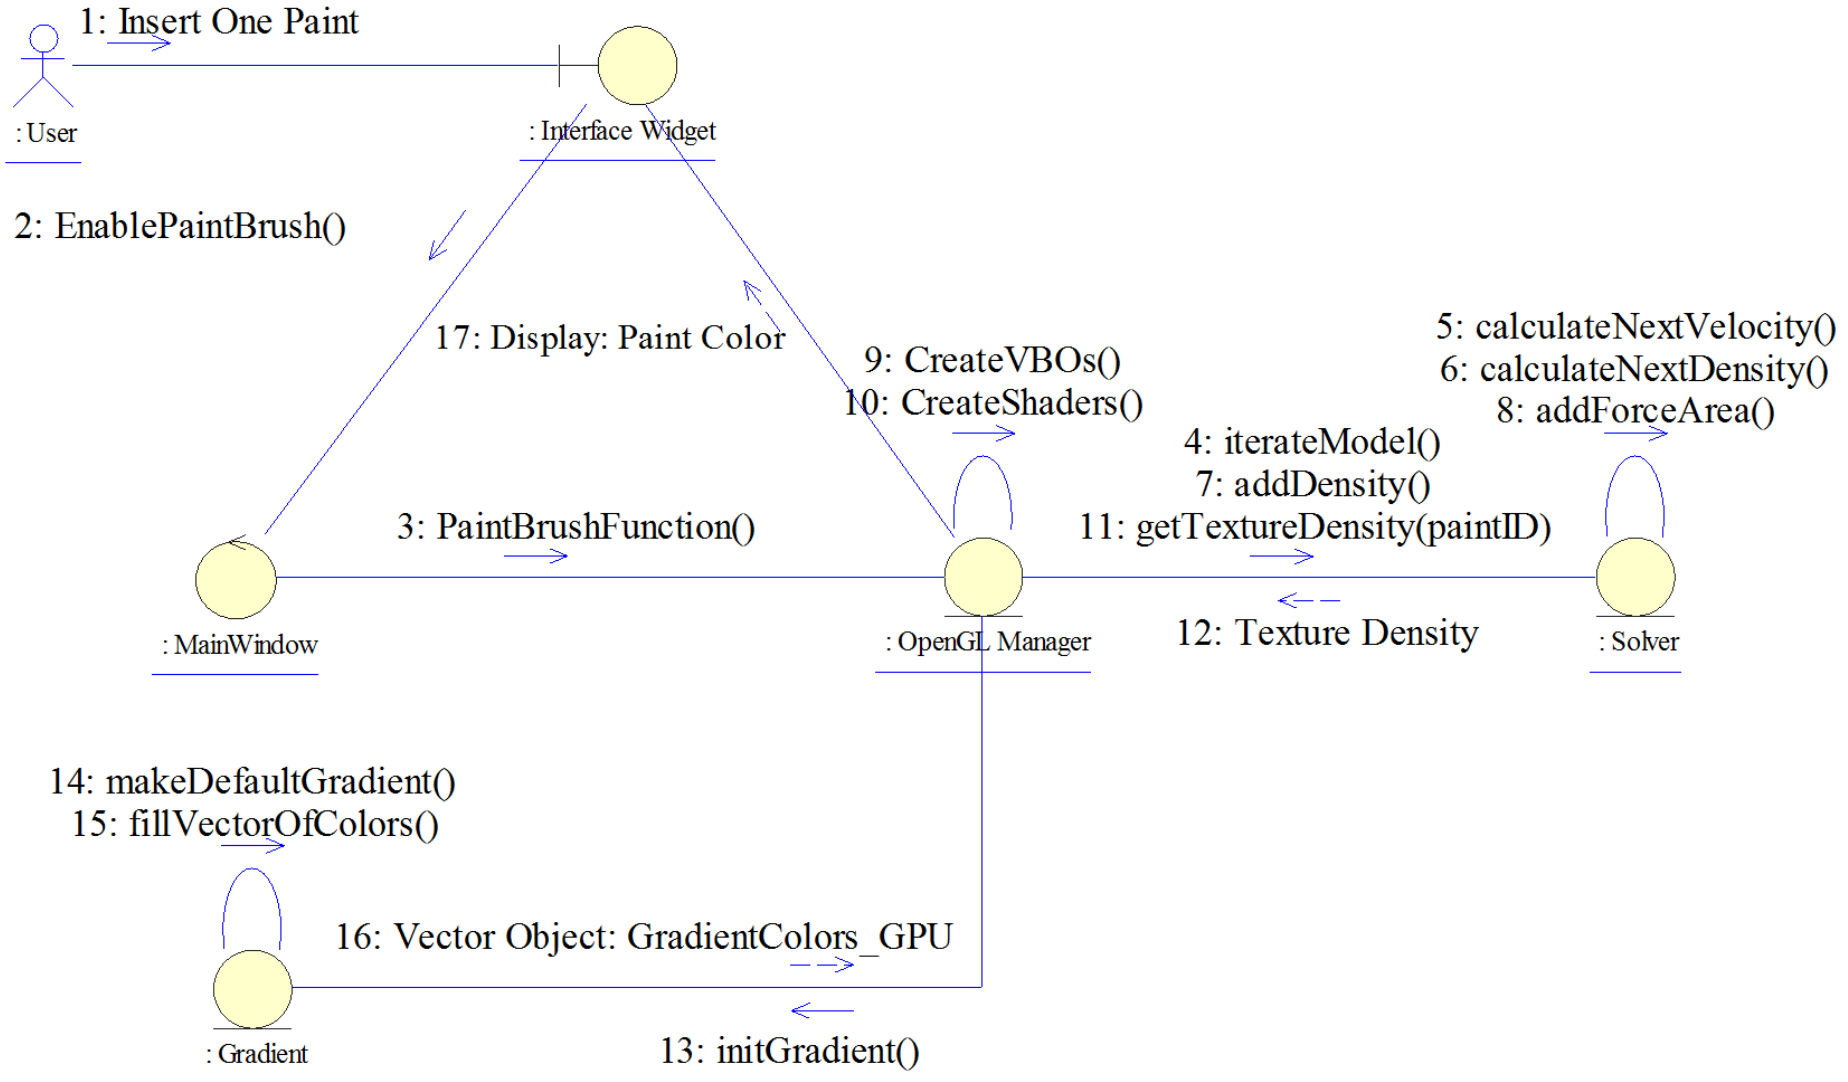 1: Insert One Paint
: User
: Interface Widget
2: EnablePaintBrush()
17: Display: Paint Color
9: CreateVBOs()
10: CreateShaders()
5: calculateNextVelocity()
6: calculateNextDensity()
8: addForceArea()
4: iterateModel()
7: addDensity()
11: getTextureDensity(paintID)
3: PaintBrushFunction()
12: Texture Density
: MainWindow
: OpenGL Manager
: Solver
14: makeDefaultGradient()
15: fillVectorOfColors()
16: Vector Object: GradientColors_GPU
13: initGradient()
: Gradient